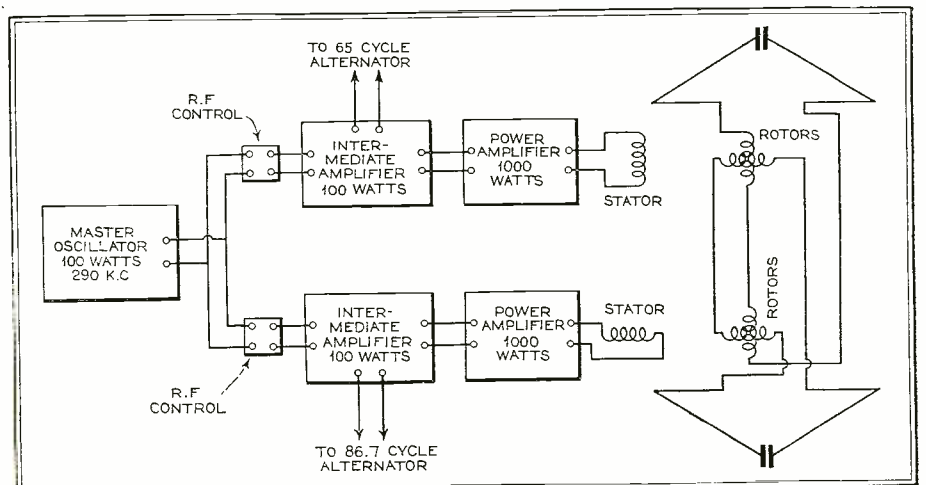 TO 65 CYCLE
ALTERNATOR
R.F
CONTROL
INTER-
MEDIATE
AMPLIFIER
100 WATTS
POWER
AMPLIFIER
1000
WATTS
STATOR
ROTORS
MASTER
OSCILLATOR
100 WATTS
290 K.C
INTER-
MEDIATE
AMPLIFIER
100 WATTS
POWER
AMPLIFIER
1000
WATTS
STATOR
ROTORS
R.F
CONTROL
TO 86.7 CYCLE
ALTERNATOR